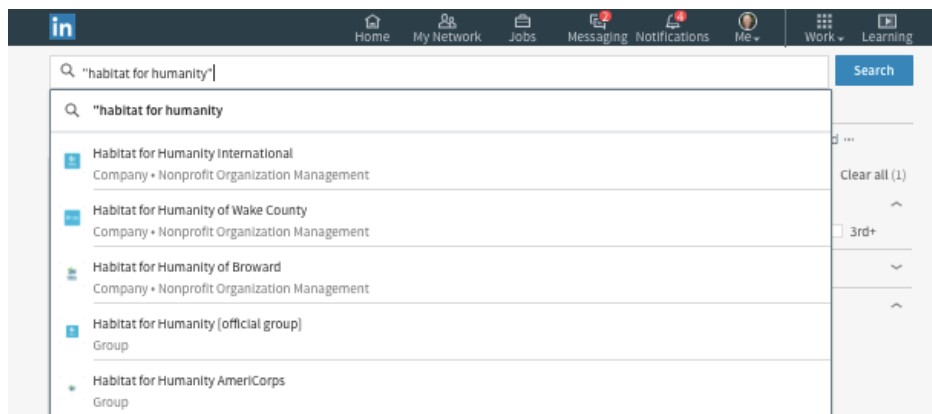 in
2
4
Home
My Network
Jobs
Messaging
Notifications
Me
Work
Learning
"habitat for humanity"
Search
"habitat for humanity
d ...
Habitat for Humanity International
Company • Nonprofit Organization Management
Clear all (1)
Habitat for Humanity of Wake County
Company • Nonprofit Organization Management
3rd+
Habitat for Humanity of Broward
Company • Nonprofit Organization Management
Habitat for Humanity [official group]
Group
Habitat for Humanity AmeriCorps
Group